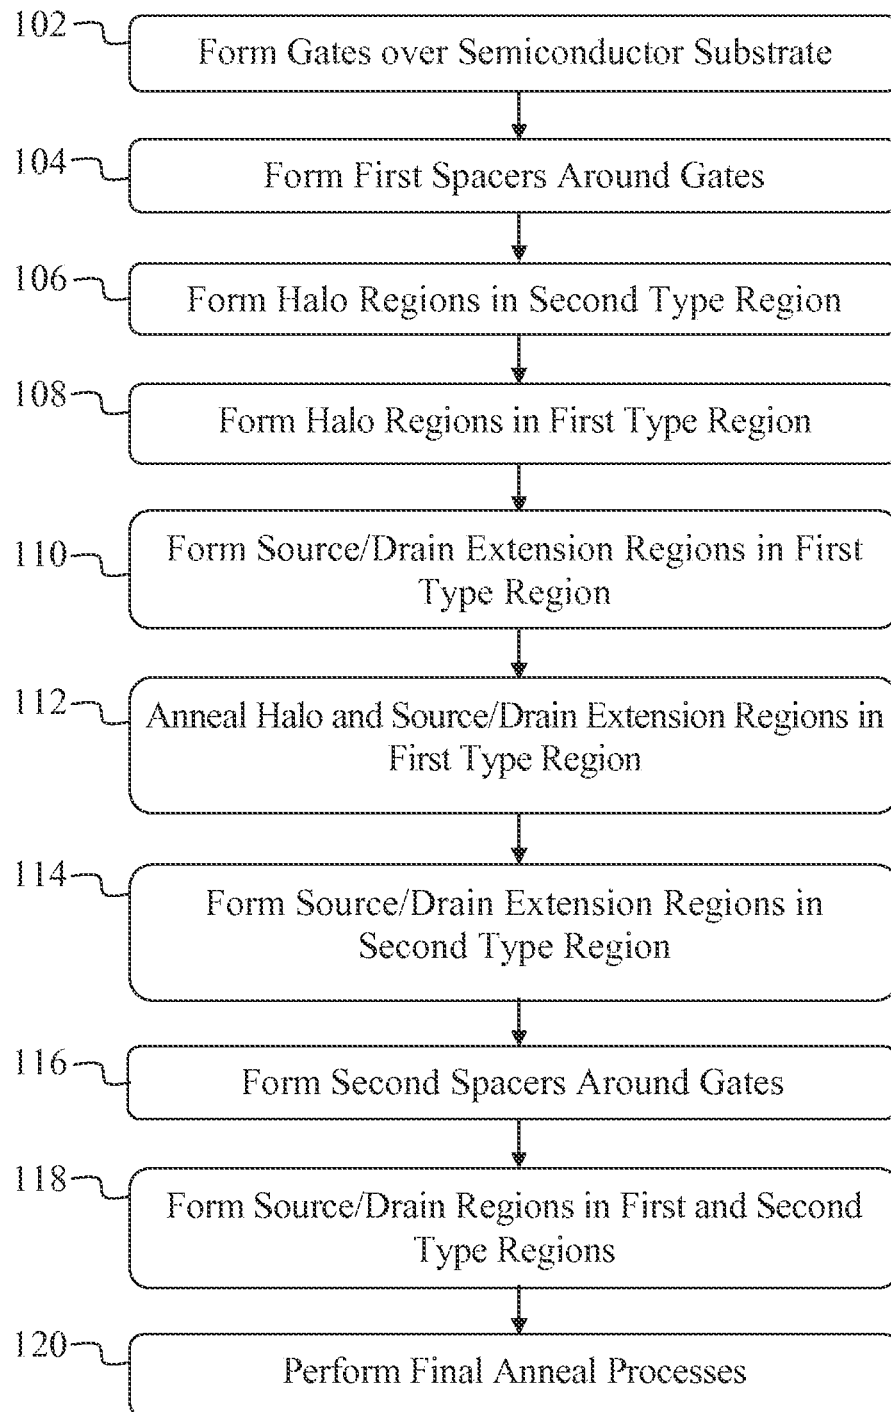 102
Form Gates over Semiconductor Substrate
104
Form First Spacers Around Gates
106
Form Halo Regions in Second Type Region
108
Form Halo Regions in First Type Region
110
Form Source/Drain Extension Regions in First
Type Region
112
Anneal Halo and Source/Drain Extension Regions in
First Type Region
114
Form Source/Drain Extension Regions in
Second Type Region
116
Form Second Spacers Around Gates
118
Form Source/Drain Regions in First and Second
Type Regions
120
Perform Final Anneal Processes